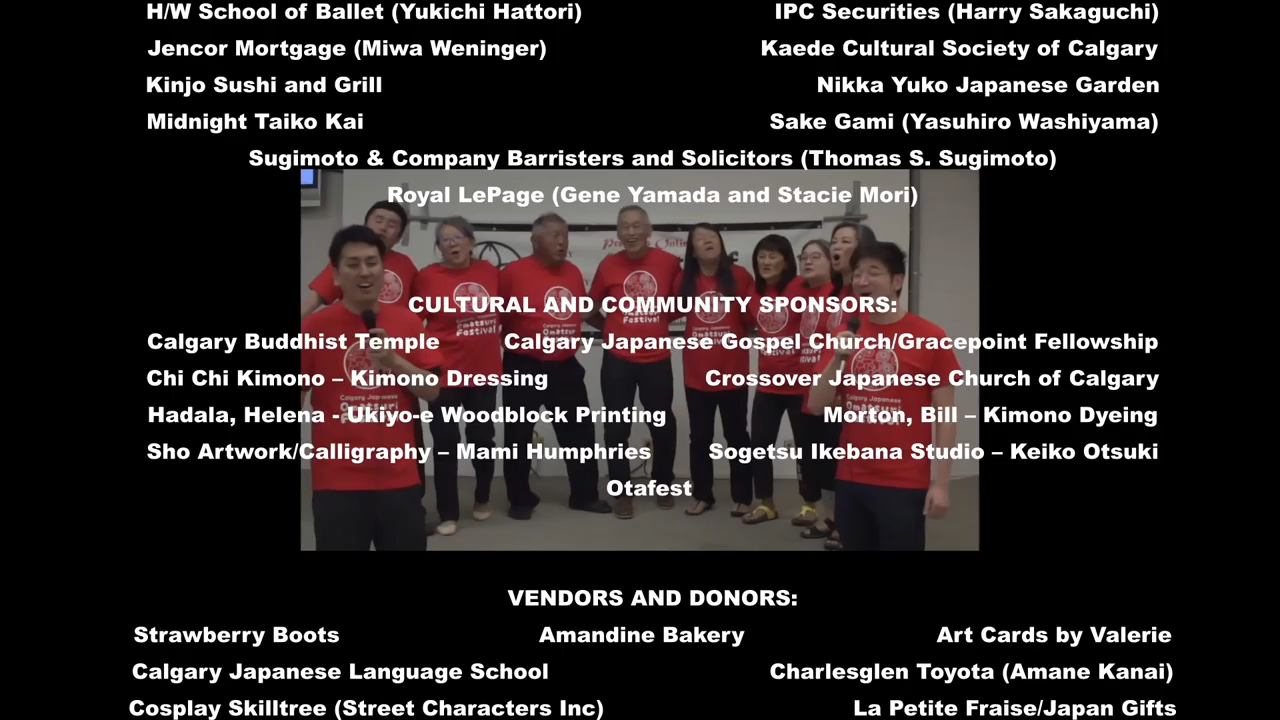 H/W School of Ballet (Yukichi Hattori) IPC Securities (Harry Sakaguchi)
Jencor Mortgage (Miwa Weninger) Kaede Cultural Society of Calgary
Kinjo Sushi and Grill Nikka Yuko Japanese Garden
Midnight Taiko Kai Sake Gami (Yasuhiro Washiyama)
Sugimoto & Company Barristers and Solicitors (Thomas S. Sugimoto)
Royal LePage (Gene Yamada and Stacie Mori)
CULTURAL AND COMMUNITY SPONSORS:
Calgary Buddhist Temple Calgary Japanese Gospel Church/Gracepoint Fellowship
Chi Chi Kimono – Kimono Dressing Crossover Japanese Church of Calgary
Hadala, Helena - Ukiyo-e Woodblock Printing Morton, Bill – Kimono Dyeing
Sho Artwork/Calligraphy – Mami Humphries Sogetsu Ikebana Studio – Keiko Otsuki
Otafest
VENDORS AND DONORS:
Strawberry Boots Amandine Bakery Art Cards by Valerie
Calgary Japanese Language School Charlesglen Toyota (Amane Kanai)
Cosplay Skilltree (Street Characters Inc) La Petite Fraise/Japan Gifts